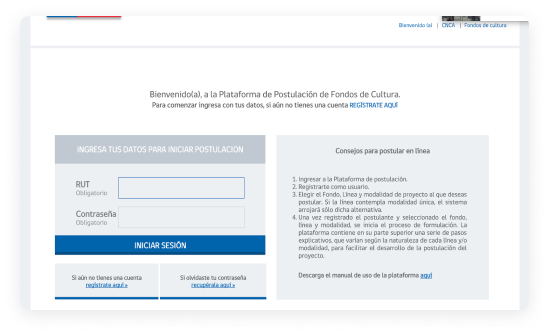 Bienvenido (a) | CNCA | Fondos de cultura
Bienvenido(a), a la Plataforma de Postulación de Fondos de Cultura.
Para comenzar ingresa con tus datos, si aún no tienes una cuenta REGÍSTRATE AQUÍ
INGRESA TUS DATOS PARA INICIAR POSTULACION
RUT
Obligatorio
Contraseña
Obligatorio
INICIAR SESIÓN
Si aún no tienes una cuenta
regístrate aquí »
Si olvidaste tu contraseña
recupérala aquí »
Consejos para postular en línea
1. Ingresar a la Plataforma de postulación.
2. Registrarte como usuario.
3. Elegir el Fondo, Línea y modalidad de proyecto al que deseas
postular. Si la línea contempla modalidad única, el sistema
arrojará sólo dicha alternativa.
4. Una vez registrado el postulante y seleccionado el fondo,
línea y modalidad, se inicia el proceso de formulación. La
plataforma contiene en su parte superior una serie de pasos
explicativos, que varían según la naturaleza de cada línea y/o
modalidad, para facilitar el desarrollo de la postulación del
proyecto.
Descarga el manual de uso de la plataforma aquí